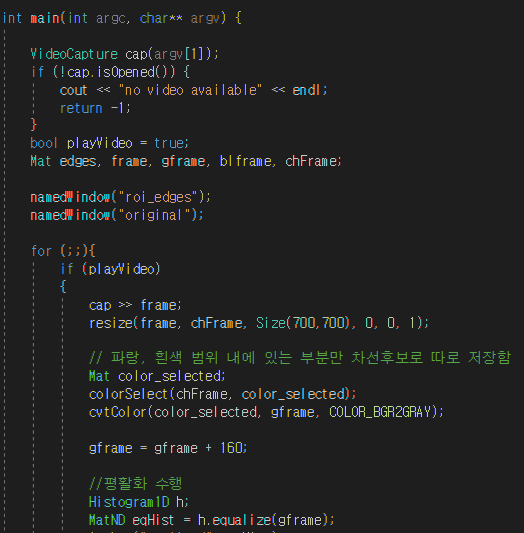 int main(int argc, char** argv) {
VideoCapture cap(argv[1]);
if (!cap.isOpened()) {
cout << "no video available" << endl;
return -1;
}
bool playVideo = true;
Mat edges, frame, gframe, blframe, chFrame;
namedWindow("roi_edges");
namedWindow("original");
for (;;){
if (playVideo)
{
cap >> frame;
resize(frame, chFrame, Size(700,700), 0, 0, 1);
// 파랑, 흰색 범위 내에 있는 부분만 차선후보로 따로 저장함
Mat color_selected;
colorSelect(chFrame, color_selected);
cvtColor(color_selected, gframe, COLOR_BGR2GRAY);
gframe = gframe + 160;
//평활화 수행
Histogram1D h;
MatND eqHist = h.equalize(gframe);